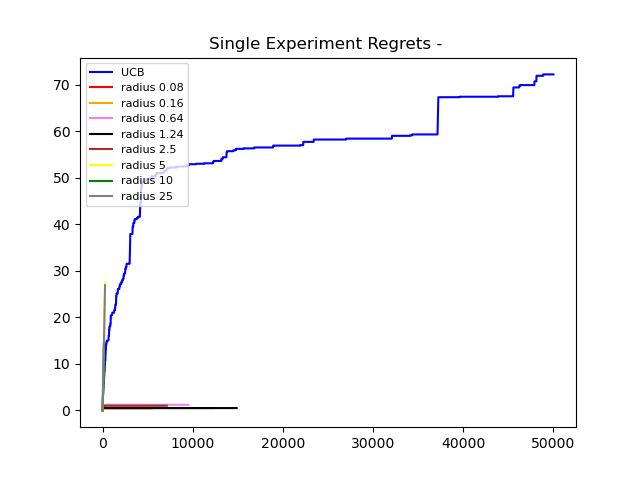 Single Experiment Regrets -
UCB
radius 0.08
radius 0.16
radius 0.64
radius 1.24
radius 2.5
radius 5
radius 10
radius 25
70
60
50
40
30
20
10
0
0 10000 20000 30000 40000 50000